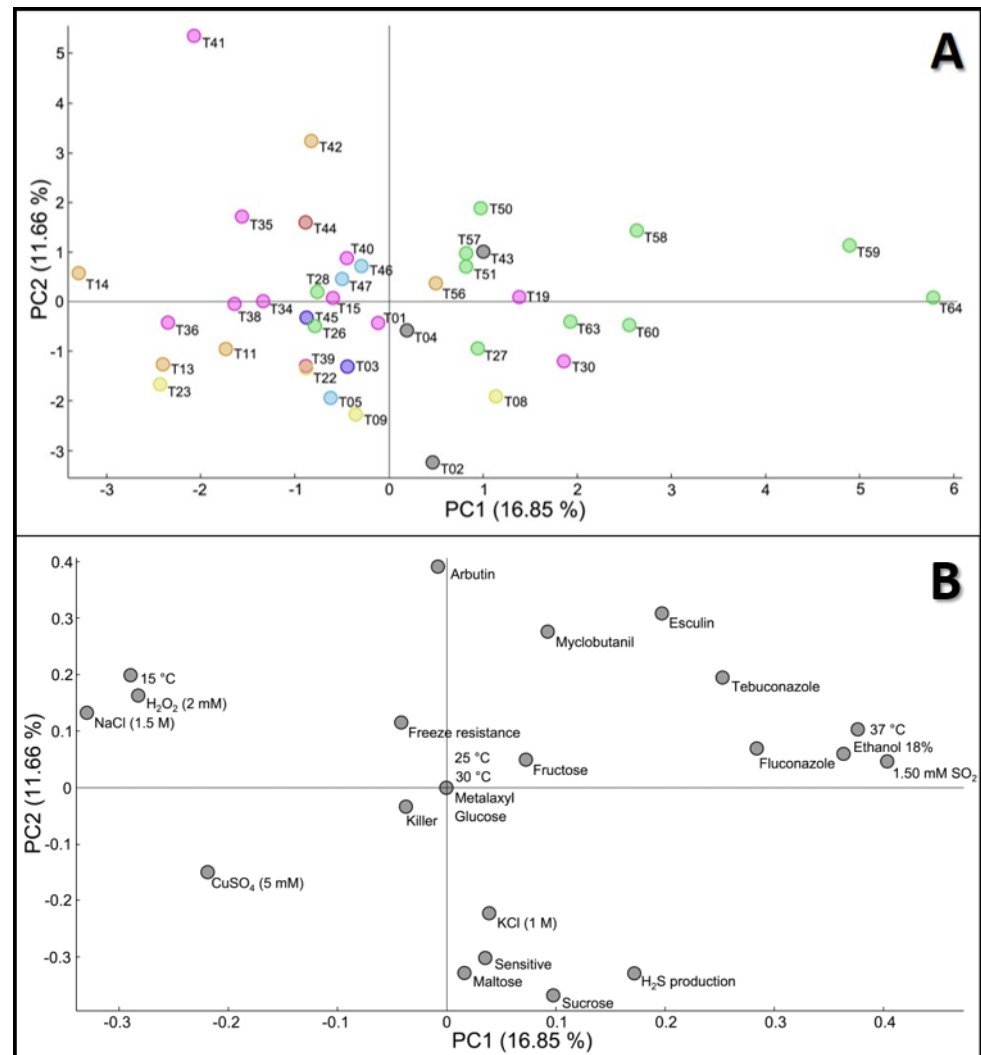 A
5
4
3
2
1
0
-1
-2
-3
PC2 (11.66 %)
T41
T42
T35
T44
T50
T40
T57
T43
T58
T59
T46
T51
T14
T47
T28
T56
T15
T19
T64
T38
T34
T36
T45
T01
T26
T04
T63
T60
T11
T27
T13
T39
T03
T30
T22
T23
T05
T08
T09
T02
-3
-2
-1
0
1
2
3
4
5
6
PC1 (16.85 %)
B
0.4
0.3
0.2
0.1
0
-0.1
-0.2
-0.3
PC2 (11.66 %)
Arbutin
Esculin
Myclobutanil
15 °C
Tebuconazole
H₂O₂ (2 mM)
NaCl (1.5 M)
Freeze resistance
37 °C
Ethanol 18%
Fluconazole
1.50 mM SO₂
25 °C
30 °C
Fructose
Metalaxyl
Glucose
Killer
CuSO₄ (5 mM)
KCl (1 M)
Sensitive
Maltose
H₂S production
Sucrose
-0.3
-0.2
-0.1
0
0.1
0.2
0.3
0.4
PC1 (16.85 %)